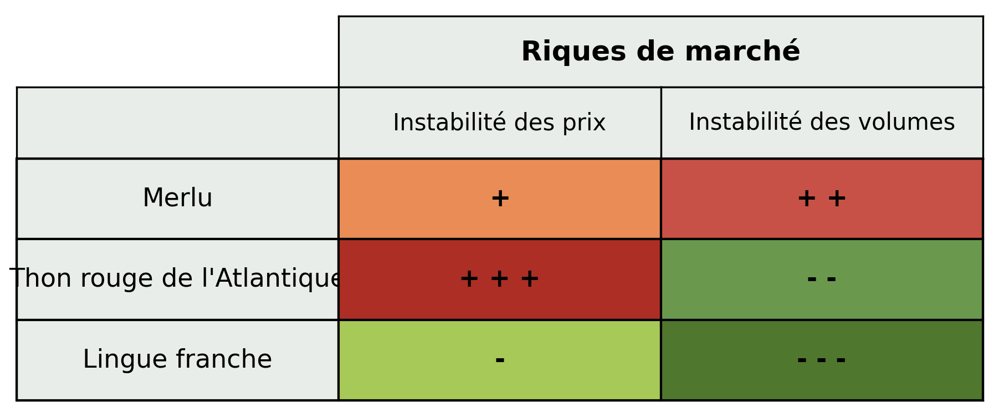 Riques de marché
Instabilité des prix Instabilité des volumes
Merlu + + +
Thon rouge de l'Atlantique + + + - -
Lingue franche - - - -